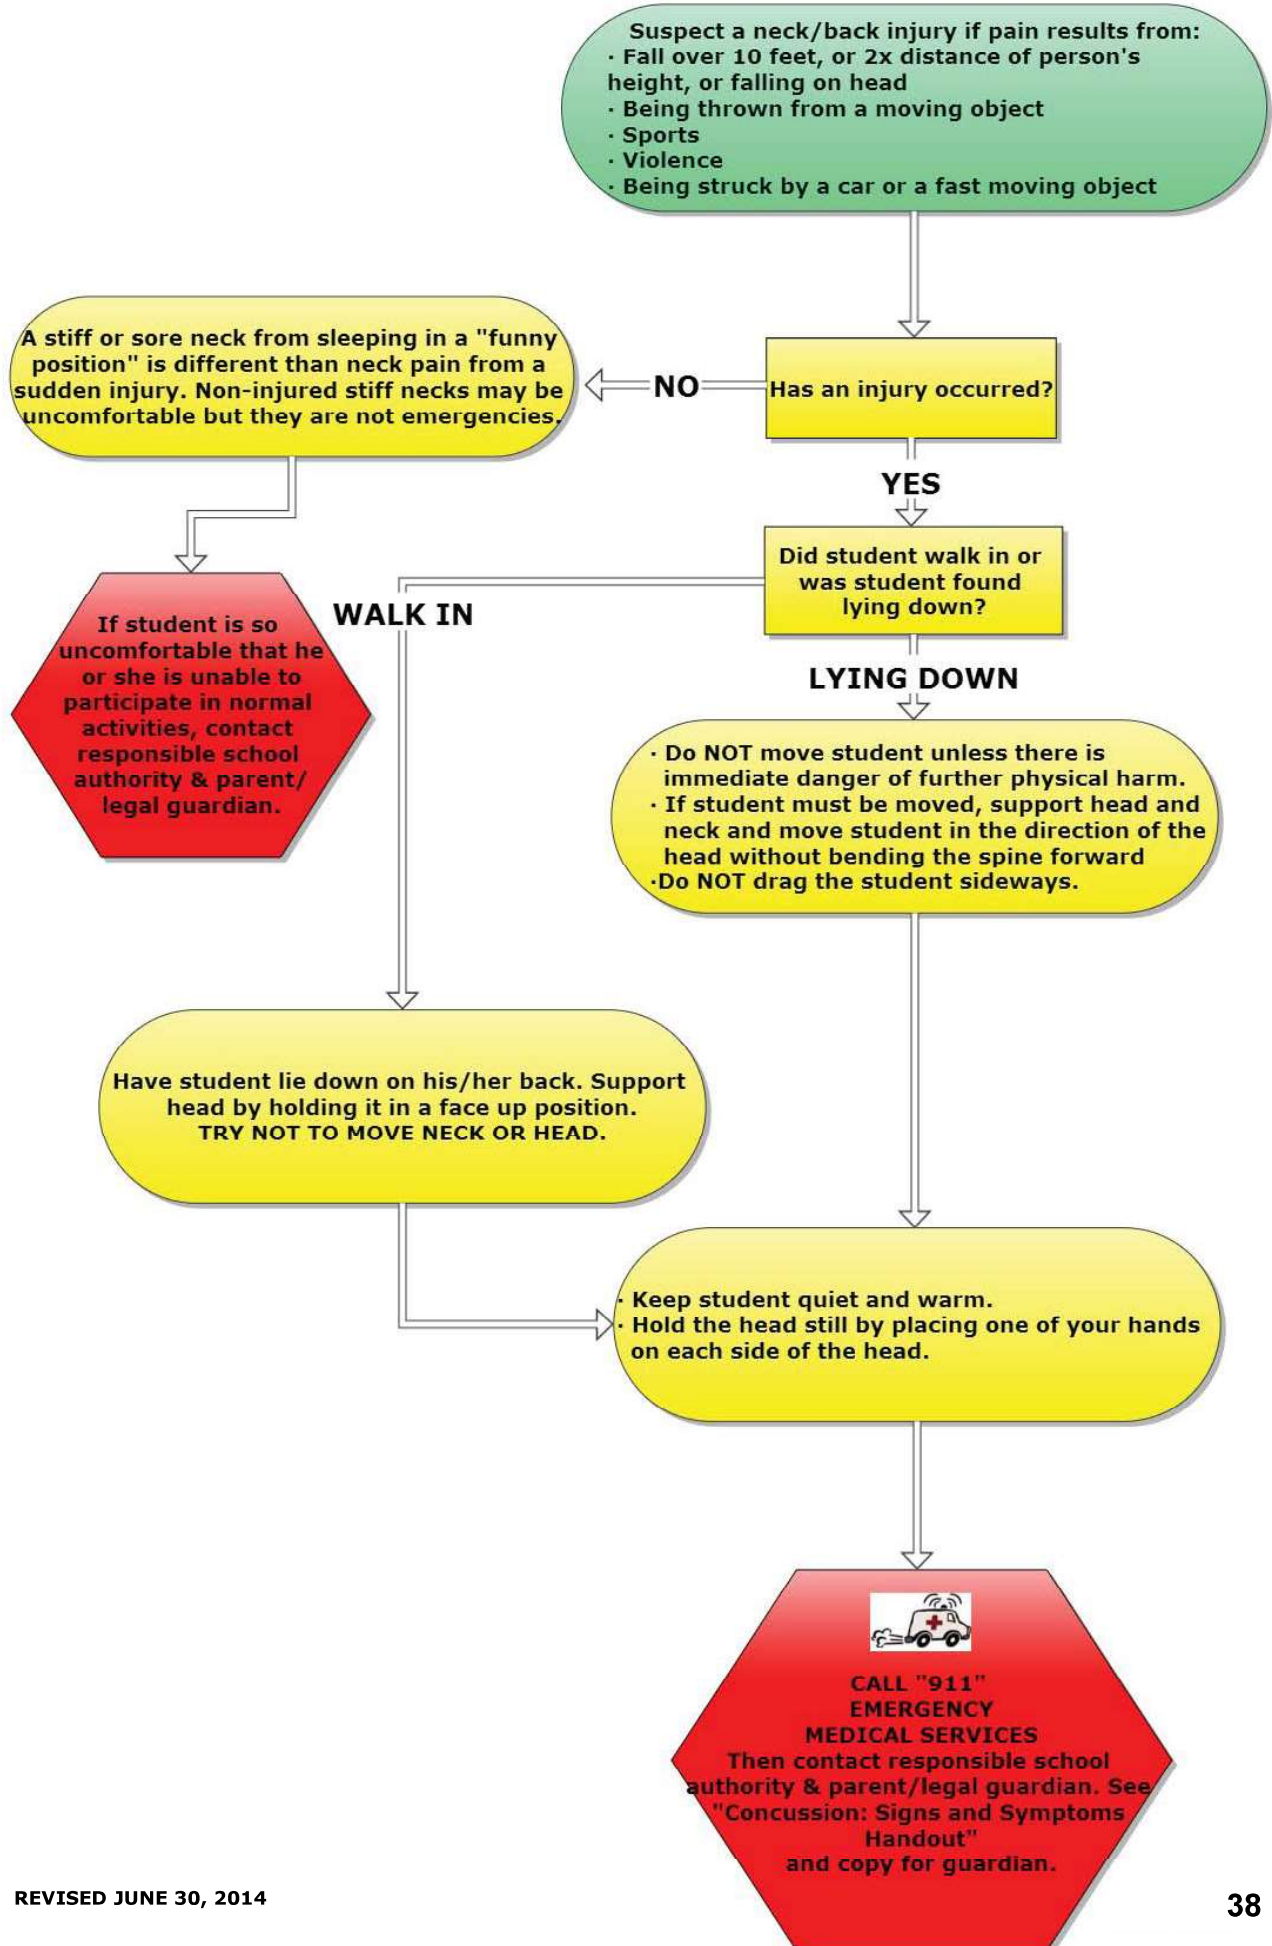 Suspect a neck/back injury if pain results from:
· Fall over 10 feet, or 2x distance of person's
height, or falling on head
· Being thrown from a moving object
· Sports
· Violence
· Being struck by a car or a fast moving object
A stiff or sore neck from sleeping in a "funny
position" is different than neck pain from a
sudden injury. Non-injured stiff necks may be
uncomfortable but they are not emergencies.
NO
Has an injury occurred?
YES
Did student walk in or
was student found
lying down?
WALK IN
If student is so
uncomfortable that he
or she is unable to
participate in normal
activities, contact
responsible school
authority & parent/
legal guardian.
LYING DOWN
· Do NOT move student unless there is
immediate danger of further physical harm.
· If student must be moved, support head and
neck and move student in the direction of the
head without bending the spine forward
·Do NOT drag the student sideways.
Have student lie down on his/her back. Support
head by holding it in a face up position.
TRY NOT TO MOVE NECK OR HEAD.
· Keep student quiet and warm.
· Hold the head still by placing one of your hands
on each side of the head.
CALL "911"
EMERGENCY
MEDICAL SERVICES
Then contact responsible school
authority & parent/legal guardian. See
"Concussion: Signs and Symptoms
Handout"
and copy for guardian.
REVISED JUNE 30, 2014
38